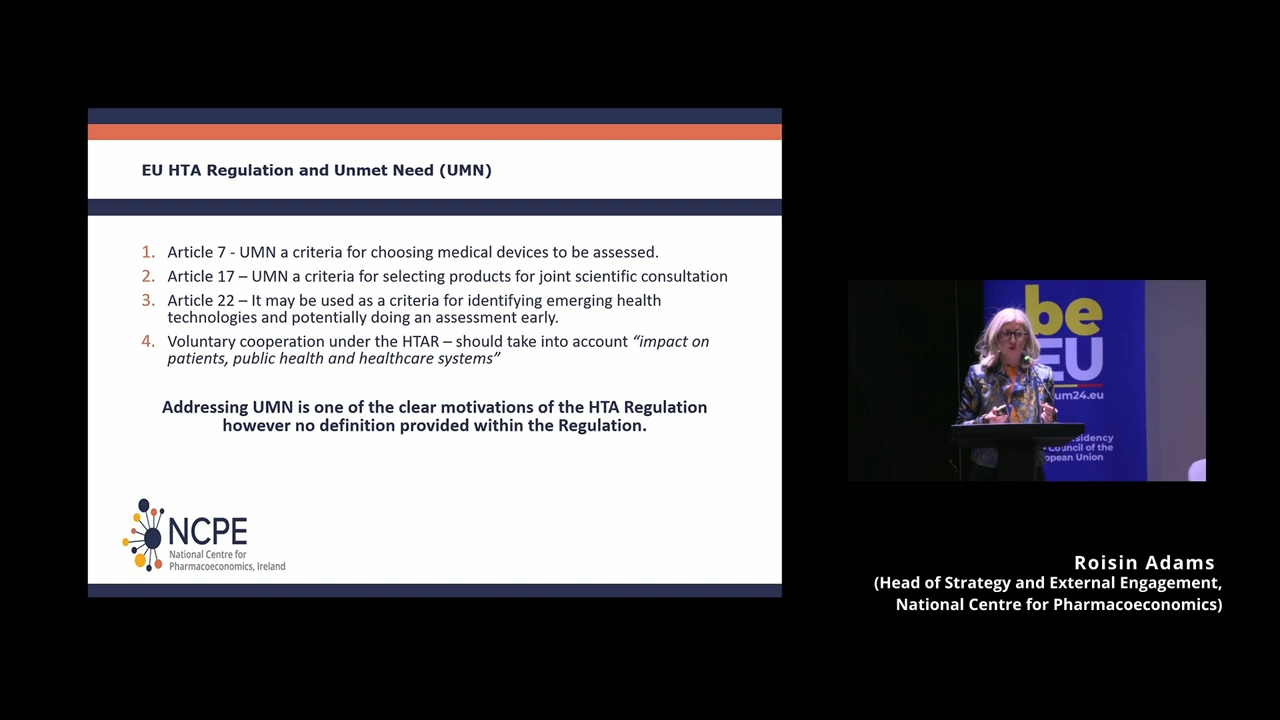 EU HTA Regulation and Unmet Need (UMN)
1. Article 7 - UMN a criteria for choosing medical devices to be assessed.
2. Article 17 – UMN a criteria for selecting products for joint scientific consultation
3. Article 22 – It may be used as a criteria for identifying emerging health
technologies and potentially doing an assessment early.
4. Voluntary cooperation under the HTAR – should take into account “impact on
patients, public health and healthcare systems”
Addressing UMN is one of the clear motivations of the HTA Regulation
however no definition provided within the Regulation.
NCPE
National Centre for
Pharmacoeconomics, Ireland
be
EU
um24.eu
sidency
Council of the
opean Union
Roisin Adams
(Head of Strategy and External Engagement,
National Centre for Pharmacoeconomics)